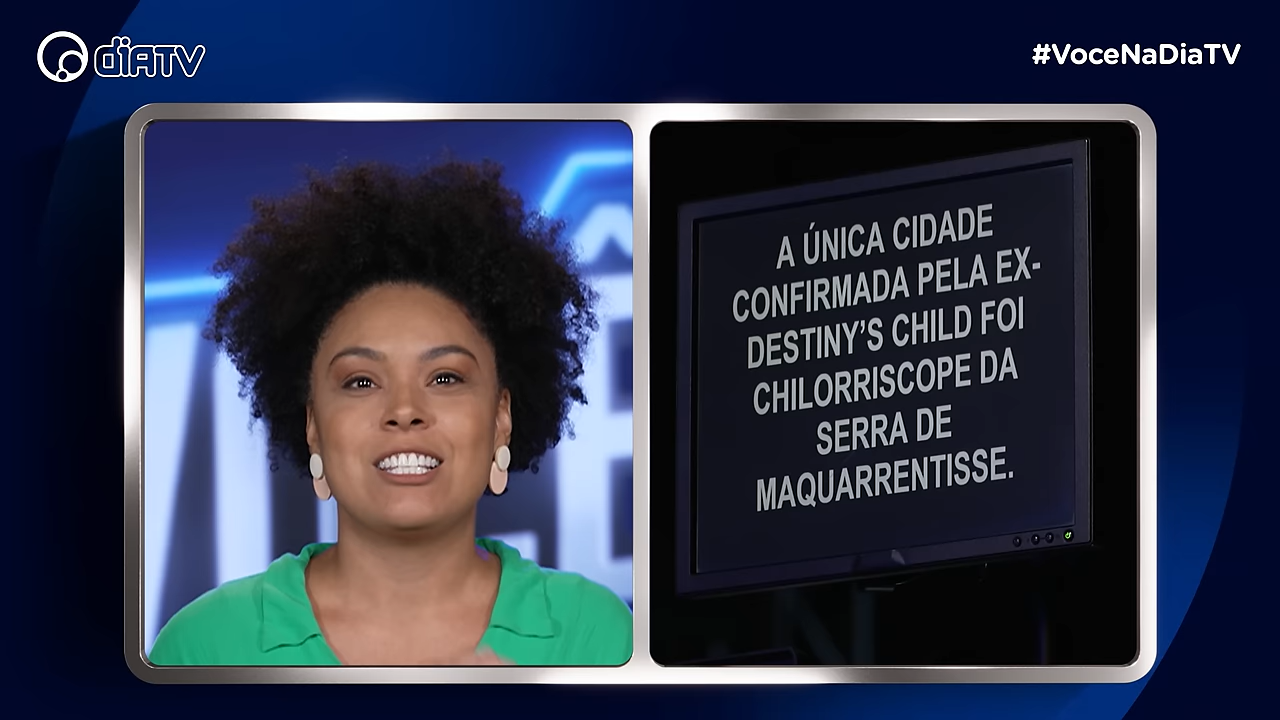 diATV
#VoceNaDiaTV
A ÚNICA CIDADE
CONFIRMADA PELA EX-
DESTINY’S CHILD FOI
CHILORRISCOPE DA
SERRA DE
MAQUARRENTISSE.